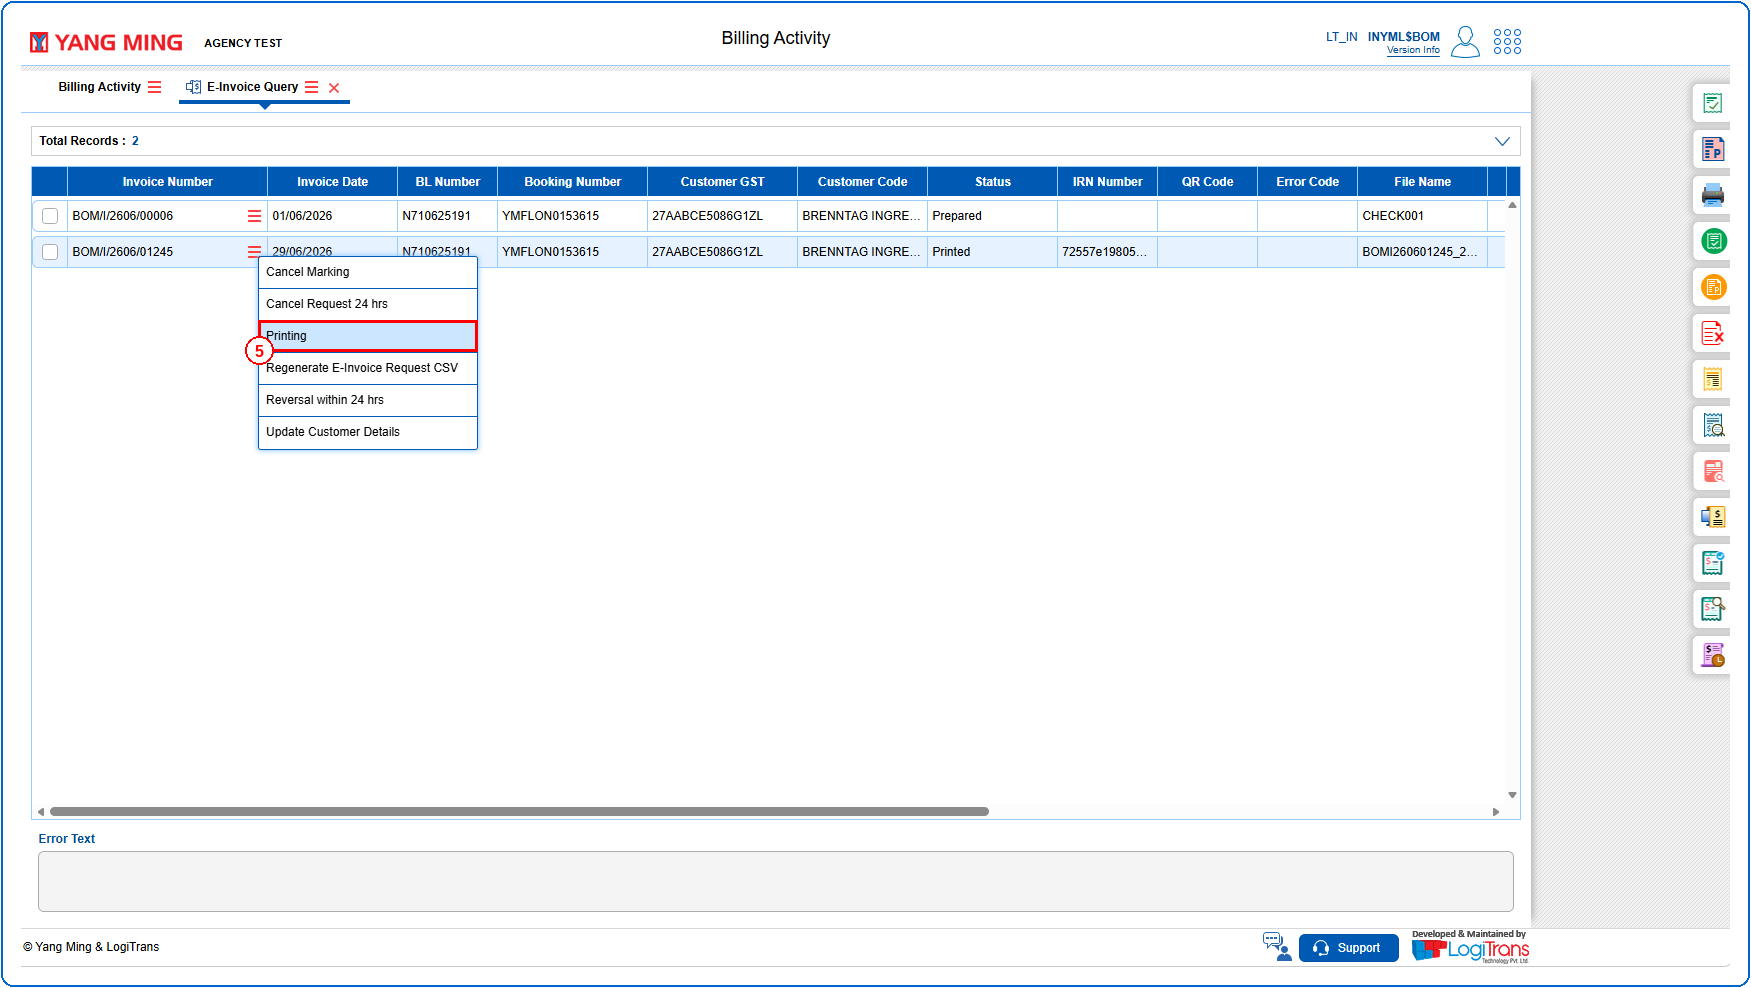 YANG MING
AGENCY TEST
Billing Activity
LT_IN
INYML$BOM
Version Info
Billing Activity
E-Invoice Query
Total Records : 2
Invoice Number Invoice Date BL Number Booking Number Customer GST Customer Code Status IRN Number QR Code Error Code File Name
BOM/I/2606/00006 01/06/2026 N710625191 YMFLON0153615 27AABCE5086G1ZL BRENNTAG INGRE... Prepared CHECK001
BOM/I/2606/01245 29/06/2026 N710625191 YMFLON0153615 27AABCE5086G1ZL BRENNTAG INGRE... Printed 72557e19805... BOMI260601245_2...
Cancel Marking
Cancel Request 24 hrs
Printing
5
Regenerate E-Invoice Request CSV
Reversal within 24 hrs
Update Customer Details
Error Text
© Yang Ming & LogiTrans
Support
Developed & Maintained by
LogiTrans
Technology Pvt. Ltd.